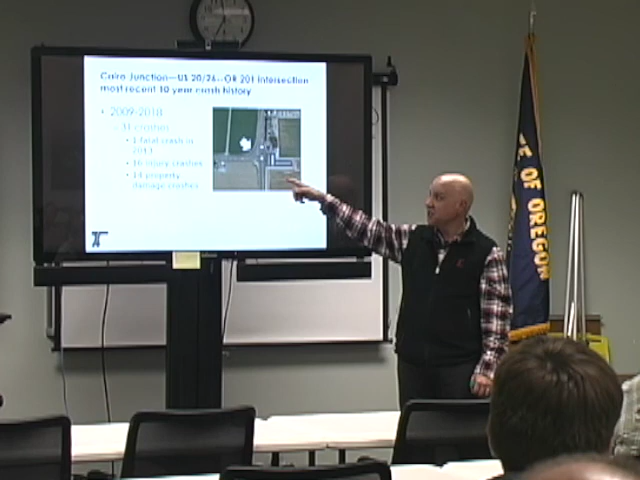 Cairo Junction—US 20/26--OR 201 intersection
most recent 10 year crash history
• 2009-2018:
31 crashes
• 1 fatal crash in
• 16 injury crashes
• 14 property
damage crashes
E OF OREGON